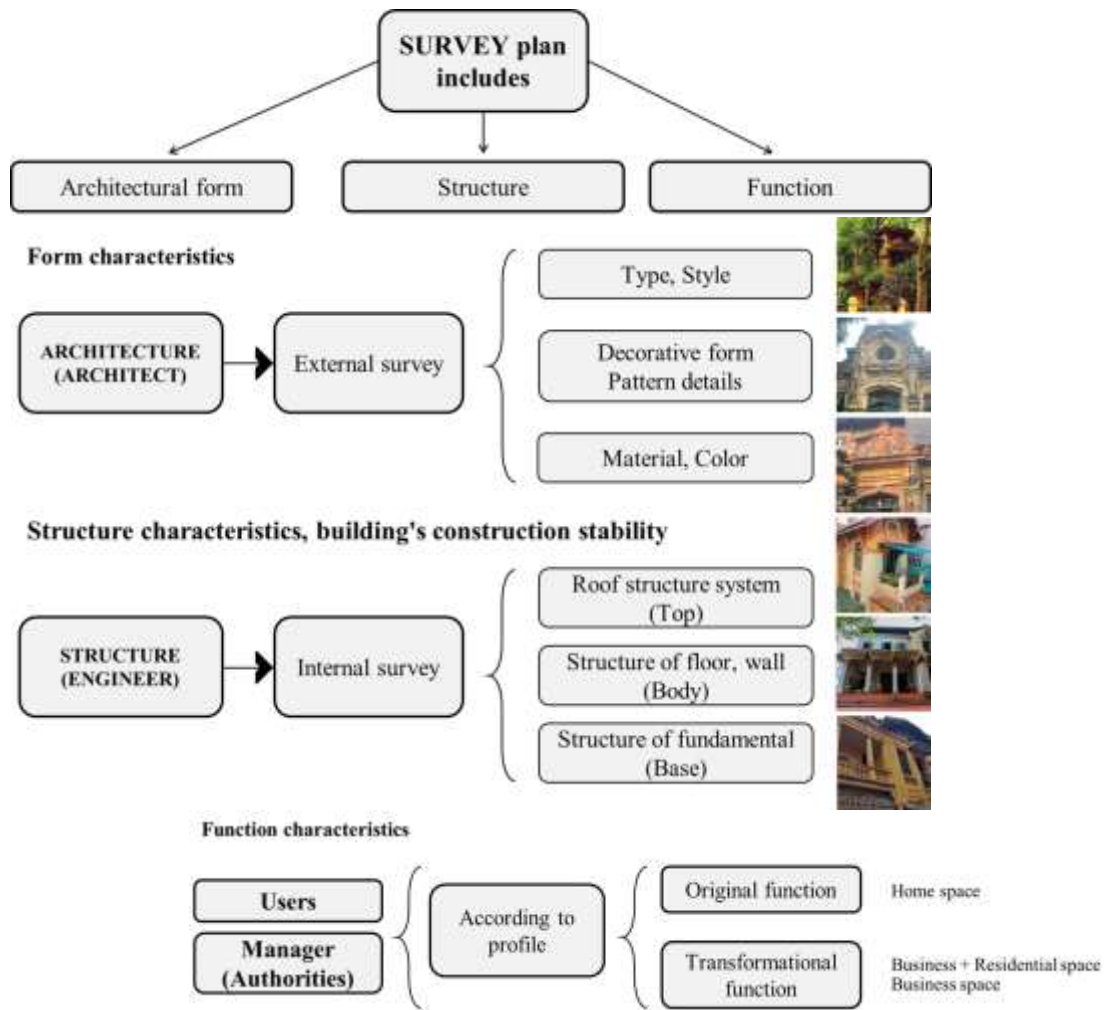 SURVEY plan
includes
Architectural form
Structure
Function
Form characteristics
ARCHITECTURE
(ARCHITECT)
External survey
Type, Style
Decorative form
Pattern details
Material, Color
Structure characteristics, building's construction stability
STRUCTURE
(ENGINEER)
Internal survey
Roof structure system
(Top)
Structure of floor, wall
(Body)
Structure of fundamental
(Base)
Function characteristics
Users
Manager
(Authorities)
According to
profile
Original function
Home space
Transformational
function
Business + Residential space
Business space